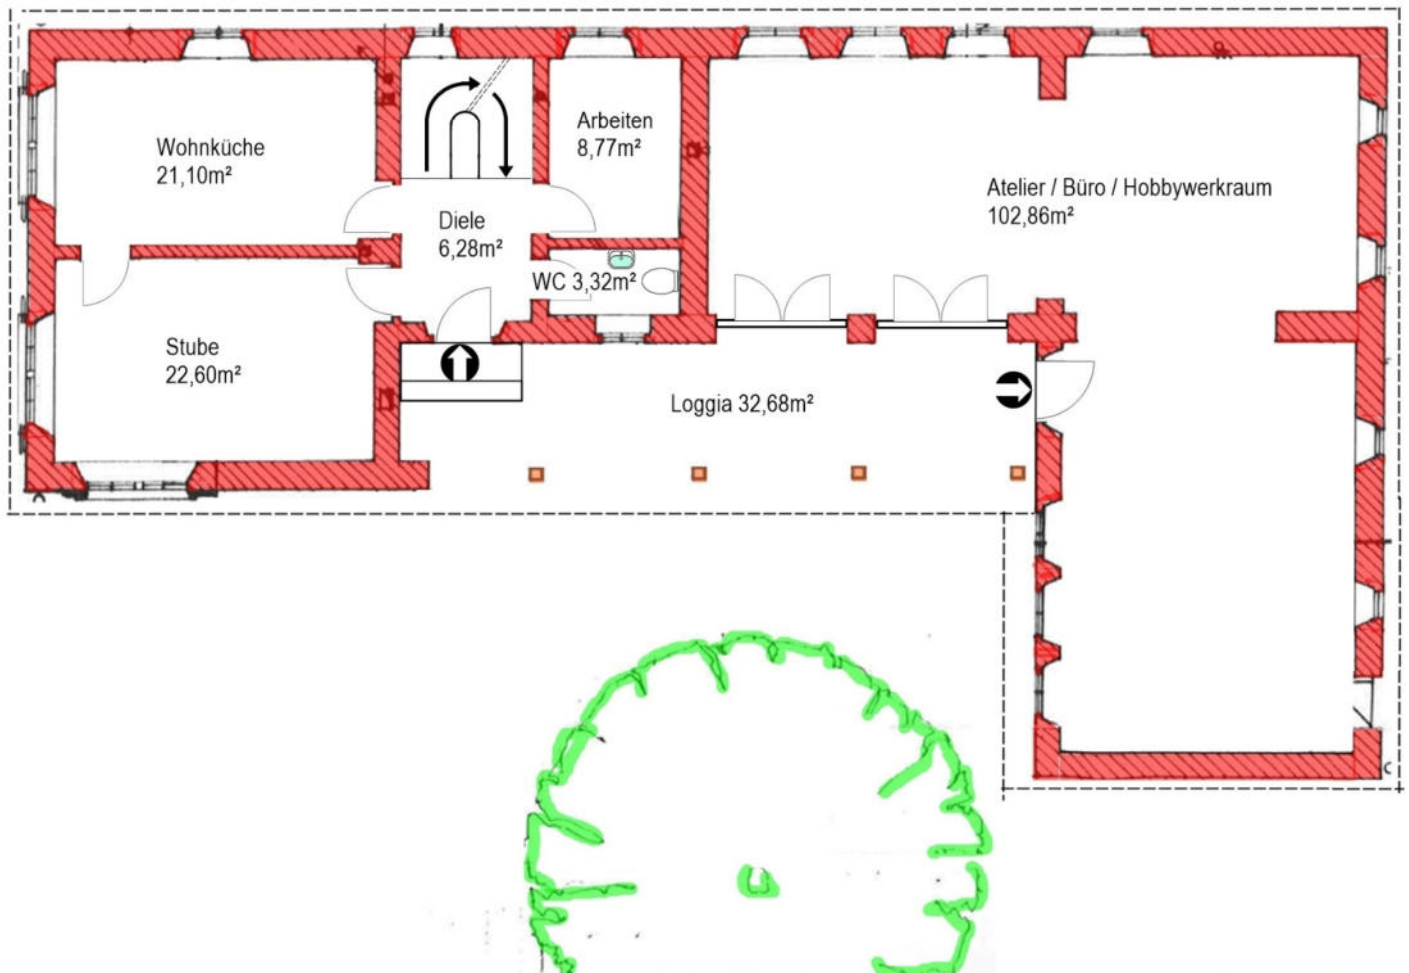 Wohnküche
21,10m²
Arbeiten
8,77m²
Atelier / Büro / Hobbywerkraum
102,86m²
Diele
6,28m²
WC 3,32m²
Stube
22,60m²
Loggia 32,68m²